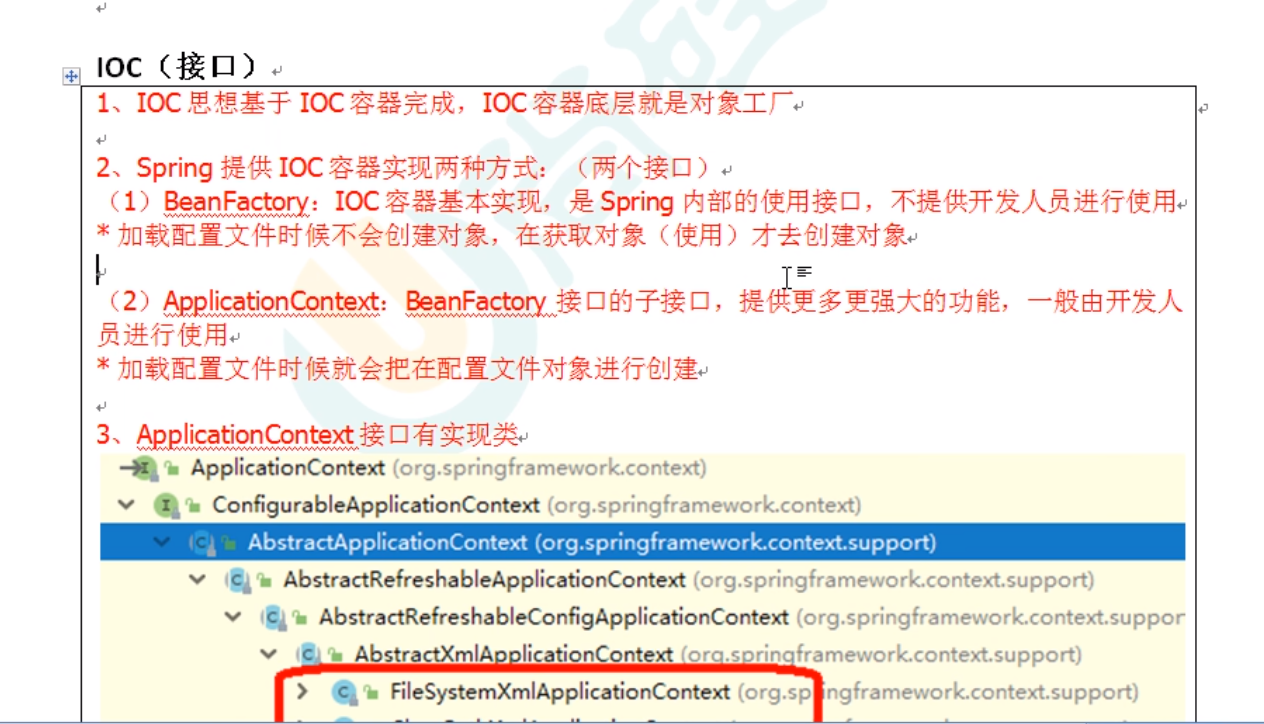 IOC（接口）
1、IOC 思想基于 IOC 容器完成，IOC 容器底层就是对象工厂
2、Spring 提供 IOC 容器实现两种方式：（两个接口）
（1）BeanFactory：IOC 容器基本实现，是 Spring 内部的使用接口，不提供开发人员进行使用
* 加载配置文件时候不会创建对象，在获取对象（使用）才去创建对象
（2）ApplicationContext：BeanFactory 接口的子接口，提供更多更强大的功能，一般由开发人
员进行使用
* 加载配置文件时候就会把在配置文件对象进行创建
3、ApplicationContext 接口有实现类
ApplicationContext (org.springframework.context)
ConfigurableApplicationContext (org.springframework.context)
AbstractApplicationContext (org.springframework.context.support)
AbstractRefreshableApplicationContext (org.springframework.context.support)
AbstractRefreshableConfigApplicationContext (org.springframework.context.suppor
AbstractXmlApplicationContext (org.springframework.context.support)
FileSystemXmlApplicationContext (org.springframework.context.support)